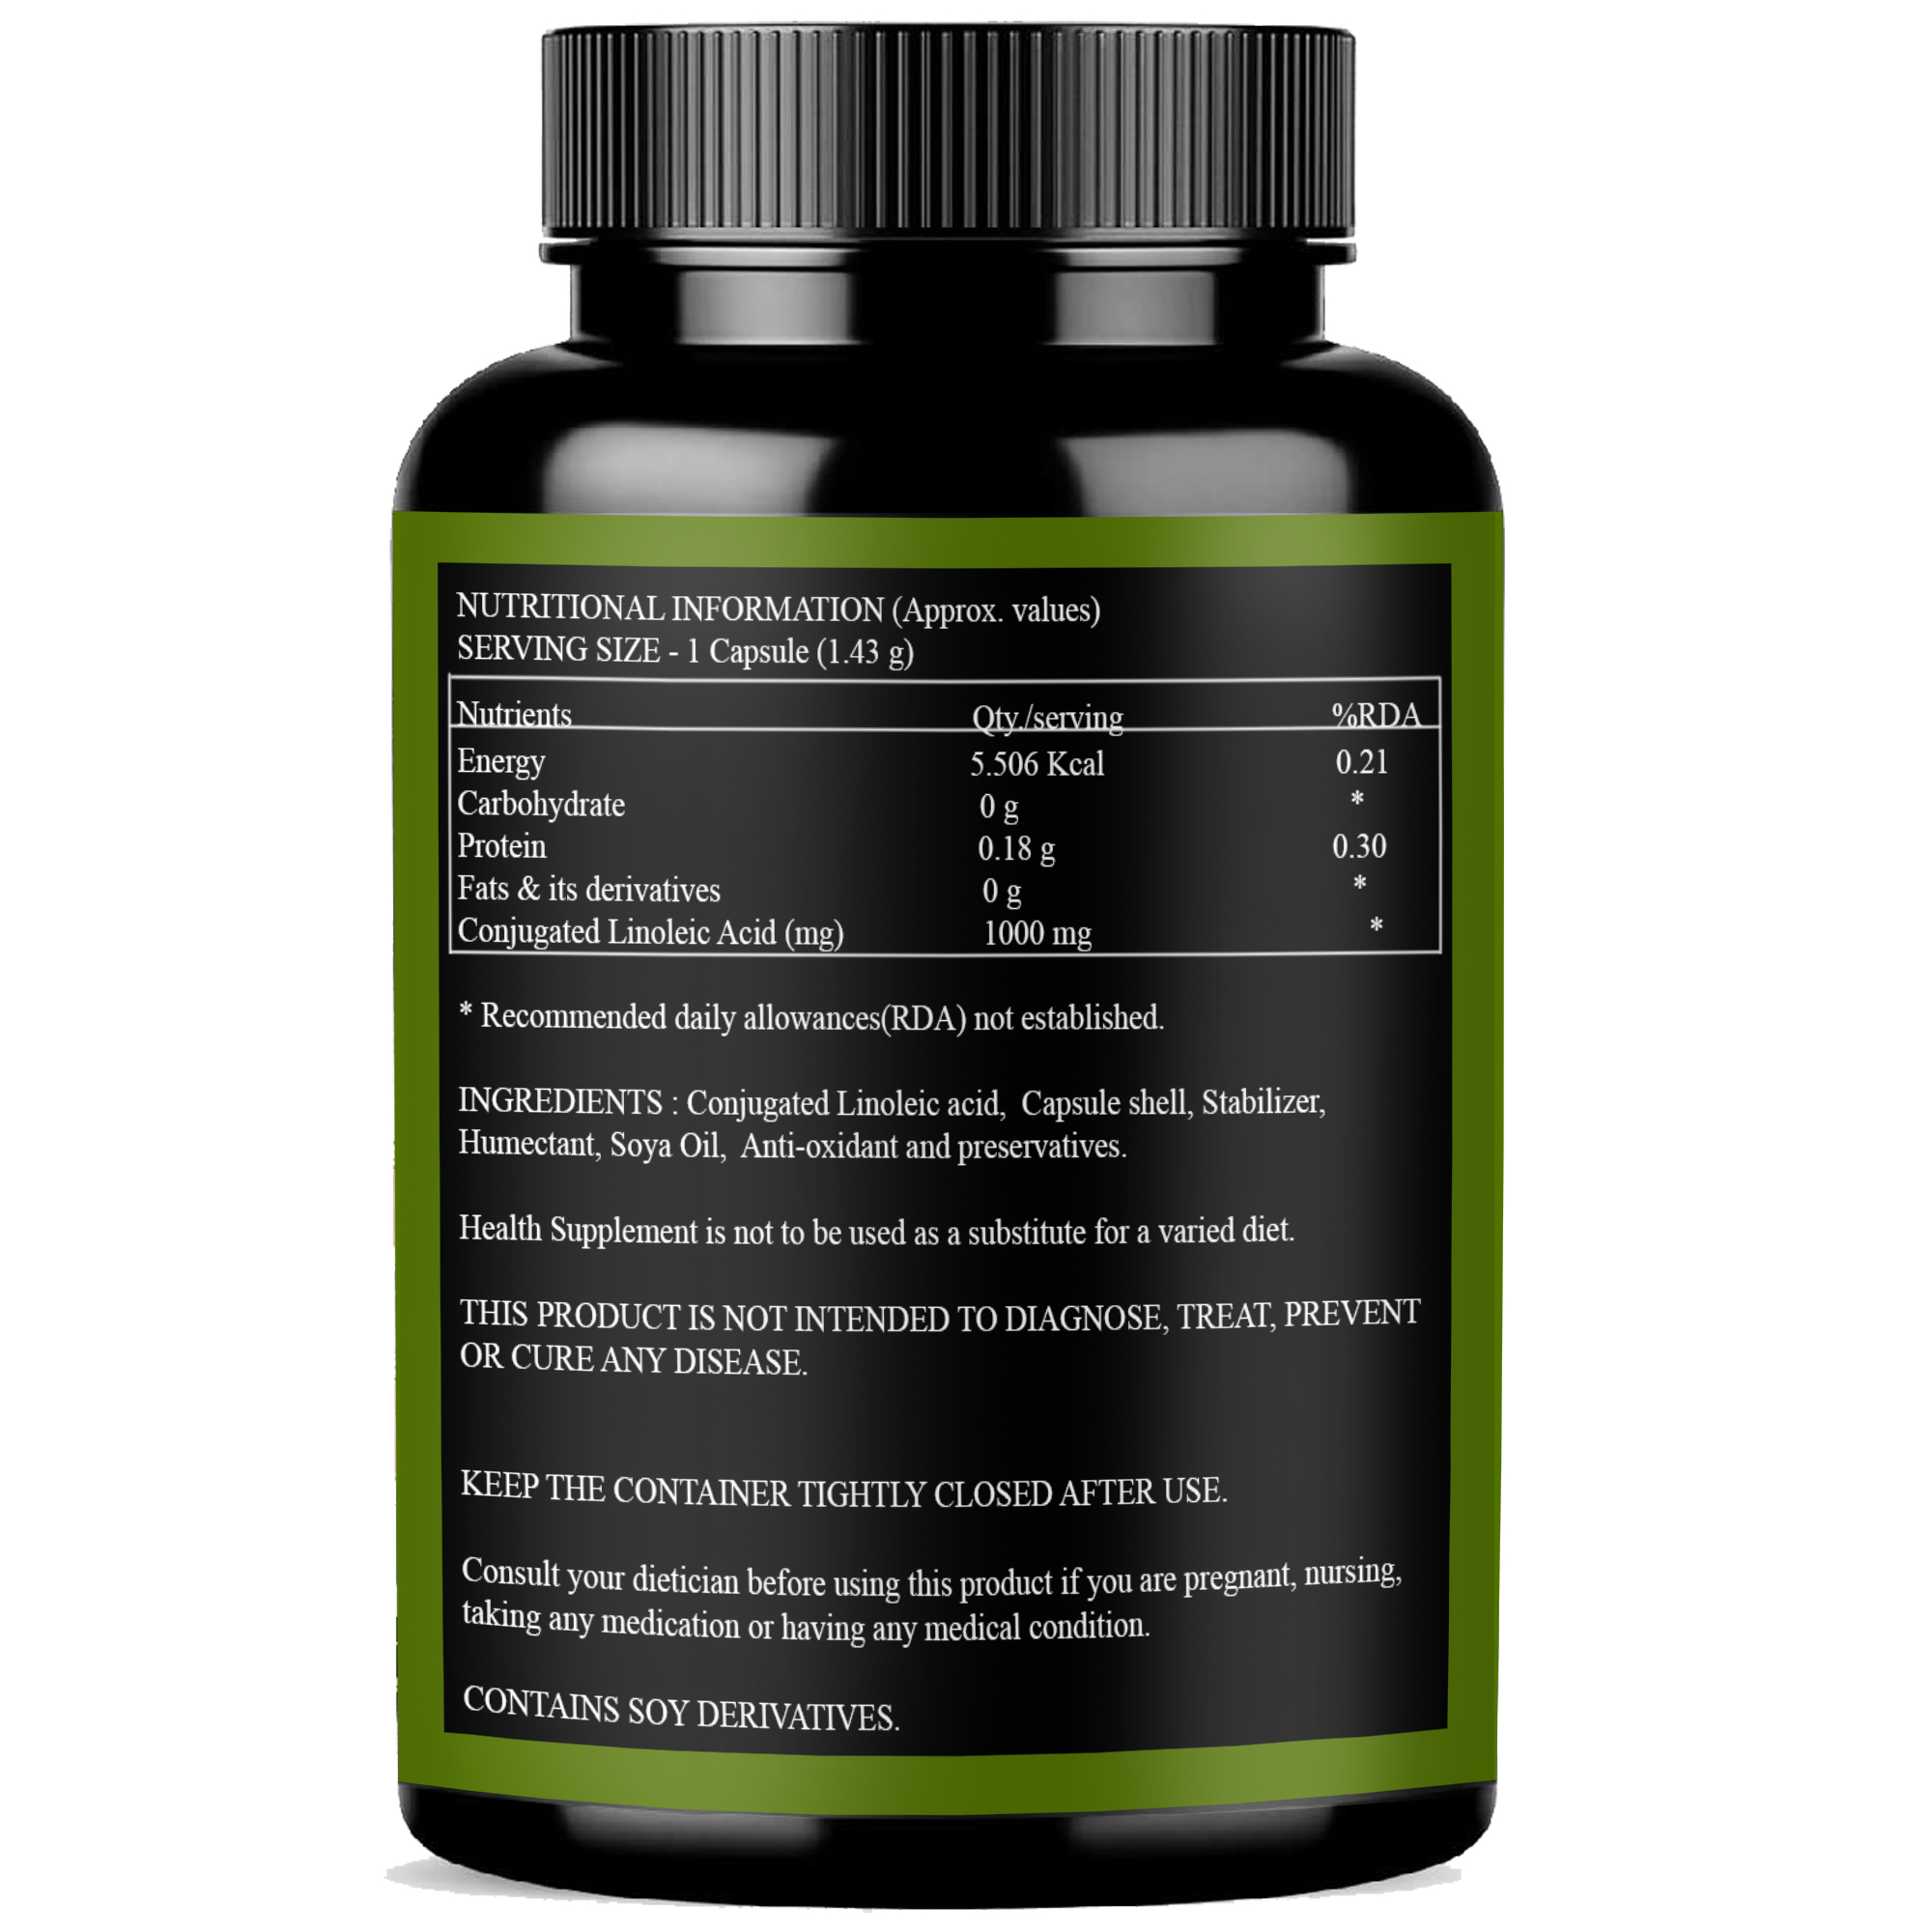 NUTRITIONAL INFORMATION (Approx. values)
SERVING SIZE - 1 Capsule (1.43 g)
Nutrients Qty./serving %RDA
Energy 5.506 Kcal 0.21
Carbohydrate 0 g *
Protein 0.18 g 0.30
Fats & its derivatives 0 g *
Conjugated Linoleic Acid (mg) 1000 mg *
* Recommended daily allowances(RDA) not established.
INGREDIENTS : Conjugated Linoleic acid, Capsule shell, Stabilizer,
Humectant, Soya Oil, Anti-oxidant and preservatives.
Health Supplement is not to be used as a substitute for a varied diet.
THIS PRODUCT IS NOT INTENDED TO DIAGNOSE, TREAT, PREVENT
OR CURE ANY DISEASE.
KEEP THE CONTAINER TIGHTLY CLOSED AFTER USE.
Consult your dietician before using this product if you are pregnant, nursing,
taking any medication or having any medical condition.
CONTAINS SOY DERIVATIVES.